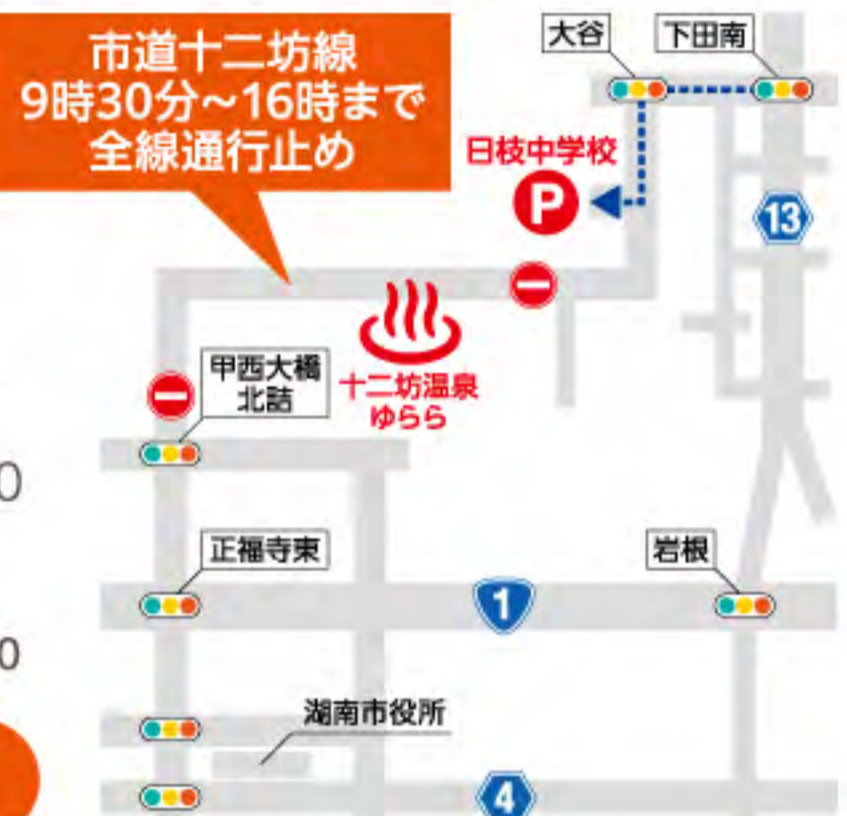 市道十二坊線
9時30分~16時まで
全線通行止め
大谷
下田南
日枝中学校
P
13
甲西大橋
北詰
十二坊温泉
ゆらら
0
正福寺東
岩根
1
0
湖南市役所
4